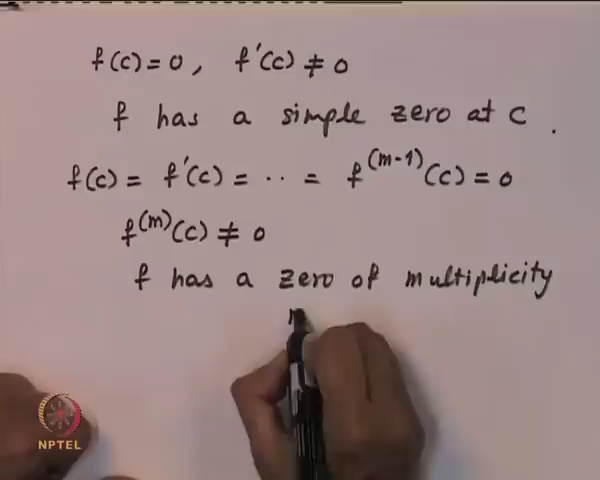 f(c) = 0, f'(c) ≠ 0
f has a simple zero at c.
f(c) = f'(c) = ·· = f^(m-1)(c) = 0
f^(m)(c) ≠ 0
f has a zero of multiplicity
NPTEL